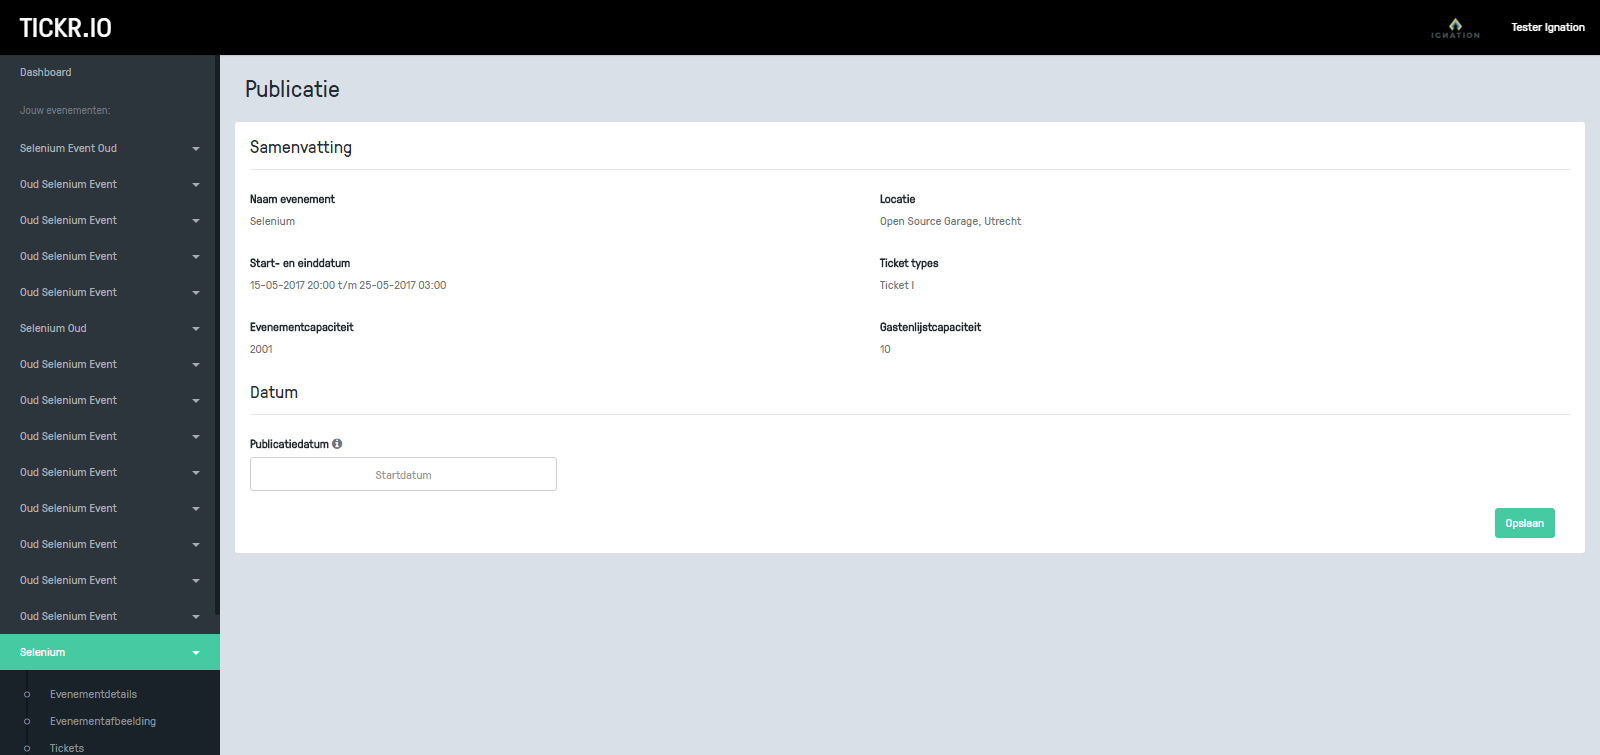 TICKR.IO
IGNATION
Tester Ignation
Dashboard
Jouw evenementen:
Selenium Event Oud
Oud Selenium Event
Oud Selenium Event
Oud Selenium Event
Oud Selenium Event
Selenium Oud
Oud Selenium Event
Oud Selenium Event
Oud Selenium Event
Oud Selenium Event
Oud Selenium Event
Oud Selenium Event
Oud Selenium Event
Oud Selenium Event
Selenium
Evenementdetails
Evenementafbeelding
Tickets
Publicatie
Samenvatting
Naam evenement
Selenium
Locatie
Open Source Garage, Utrecht
Start- en einddatum
15-05-2017 20:00 t/m 25-05-2017 03:00
Ticket types
Ticket I
Evenementcapaciteit
2001
Gastenlijstcapaciteit
10
Datum
Publicatiedatum
Startdatum
Opslaan